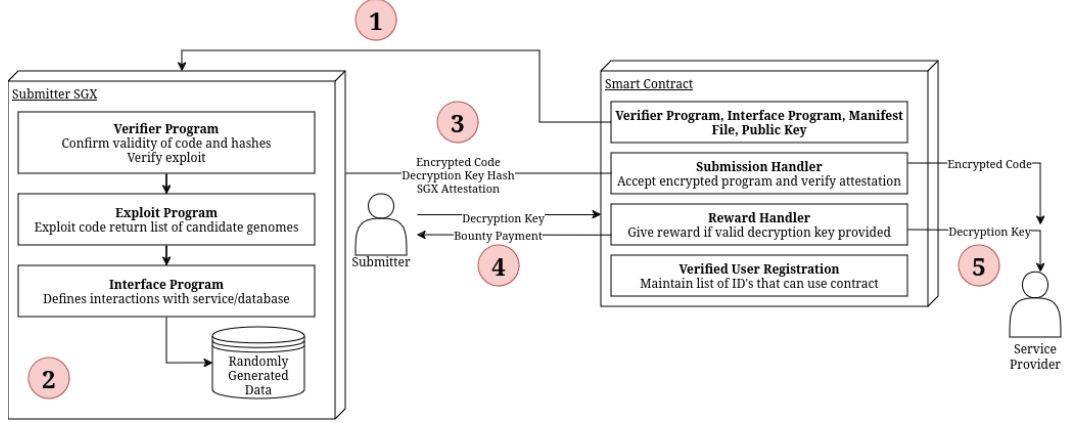 1
Submitter SGX
Verifier Program
Confirm validity of code and hashes
Verify exploit
Exploit Program
Exploit code return list of candidate genomes
Interface Program
Defines interactions with service/database
Randomly
Generated
Data
2
3
Encrypted Code
Decryption Key Hash
SGX Attestation
Submitter
Decryption Key
Bounty Payment
4
Smart Contract
Verifier Program, Interface Program, Manifest
File, Public Key
Submission Handler
Accept encrypted program and verify attestation
Reward Handler
Give reward if valid decryption key provided
Verified User Registration
Maintain list of ID's that can use contract
Encrypted Code
Decryption Key
5
Service
Provider